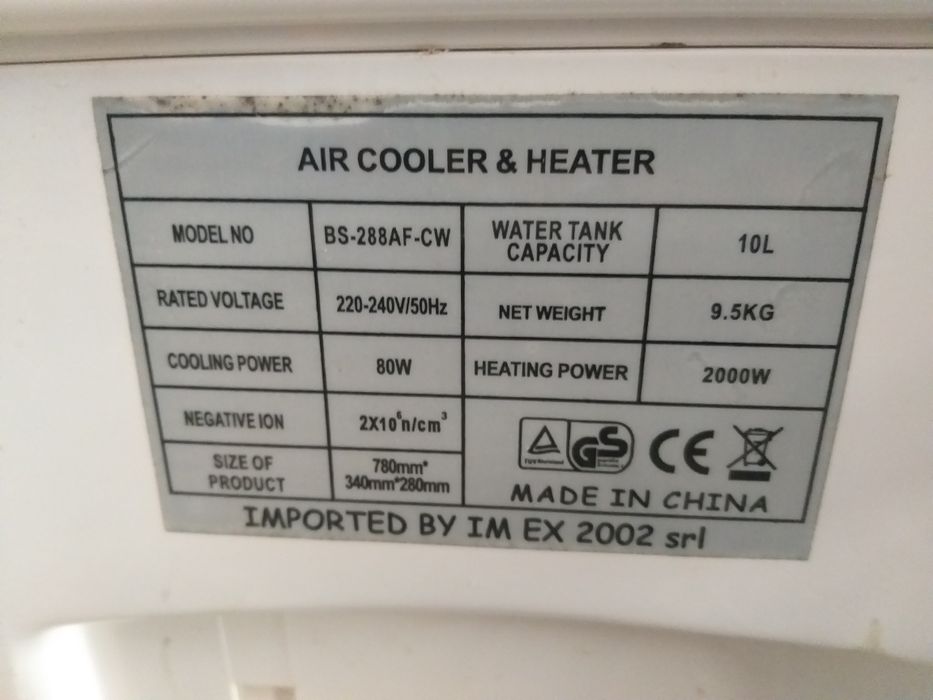 AIR COOLER & HEATER
MODEL NO
BS-288AF-CW
WATER TANK
CAPACITY
10L
RATED VOLTAGE
220-240V/50Hz
NET WEIGHT
9.5KG
COOLING POWER
80W
HEATING POWER
2000W
NEGATIVE ION
2X10⁶n/cm³
SIZE OF
PRODUCT
780mm*
340mm*280mm
GS
CE
MADE IN CHINA
IMPORTED BY IM EX 2002 srl